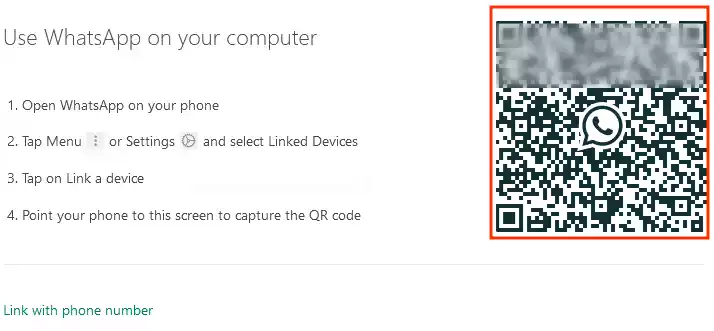 Use WhatsApp on your computer
1. Open WhatsApp on your phone
2. Tap Menu or Settings and select Linked Devices
3. Tap on Link a device
4. Point your phone to this screen to capture the QR code
Link with phone number